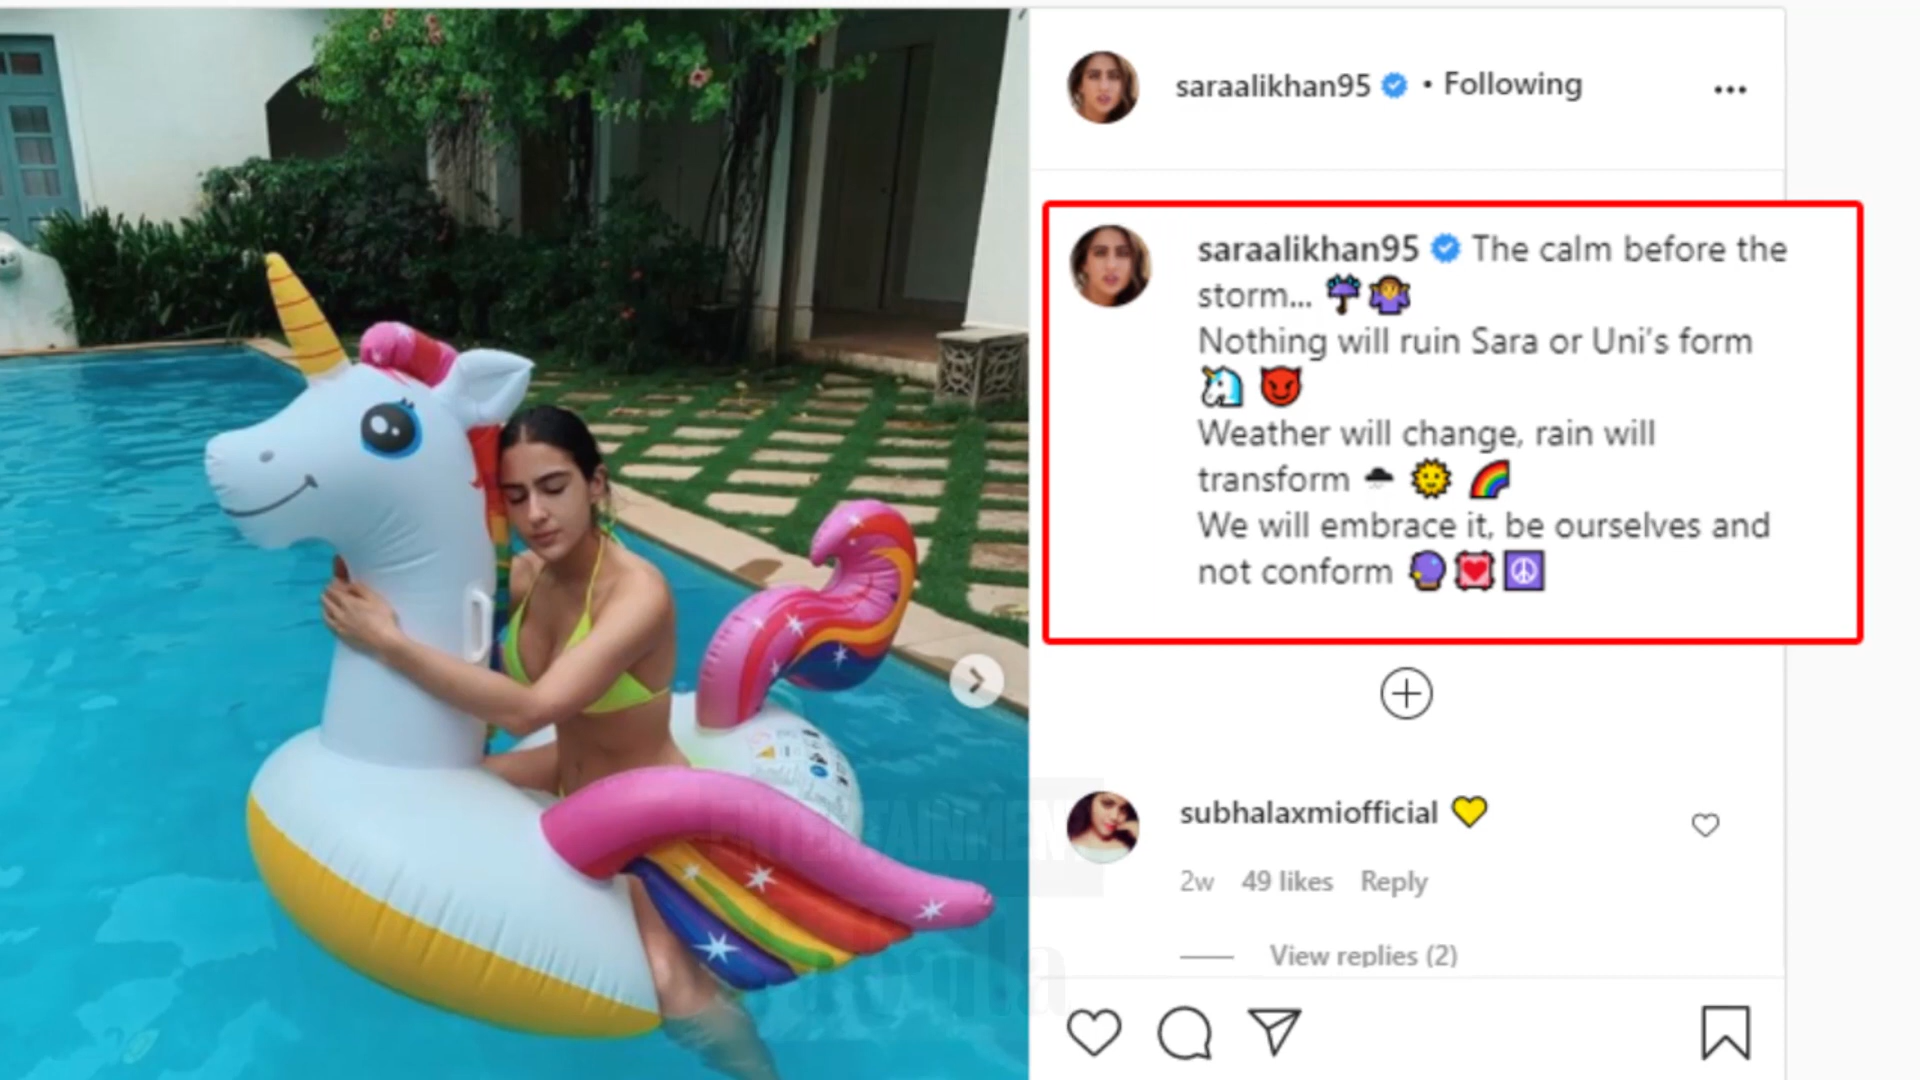 saraalikhan95 • Following
saraalikhan95 The calm before the
storm... ☔🤷‍♀️
Nothing will ruin Sara or Uni's form
🦄 😈
Weather will change, rain will
transform 🌧 🌞 🌈
We will embrace it, be ourselves and
not conform 🔮💟☮
subhalaxmiofficial 💛
2w 49 likes Reply
View replies (2)
ENTERTAINMENT